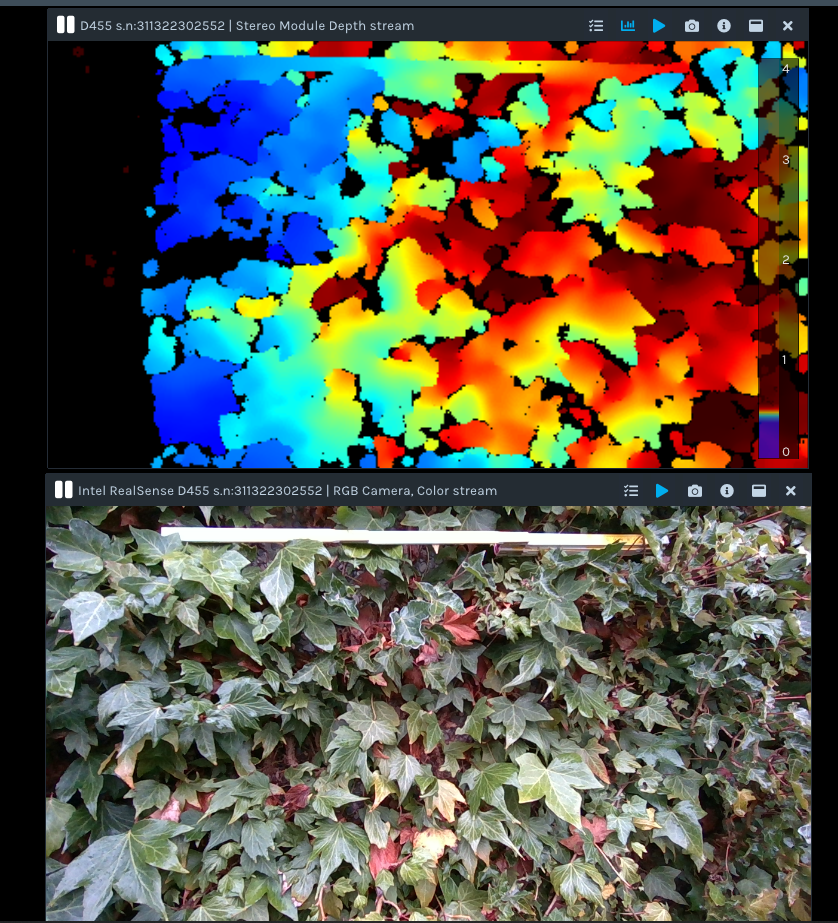 D455 s.n:311322302552 | Stereo Module Depth stream
4
3
2
1
0
Intel RealSense D455 s.n:311322302552 | RGB Camera, Color stream